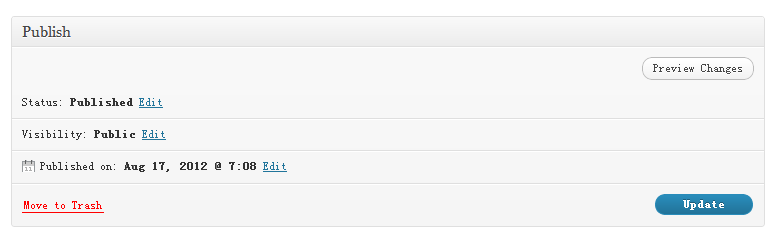 Publish
Preview Changes
Status: Published Edit
Visibility: Public Edit
Published on: Aug 17, 2012 @ 7:08 Edit
Move to Trash
Update